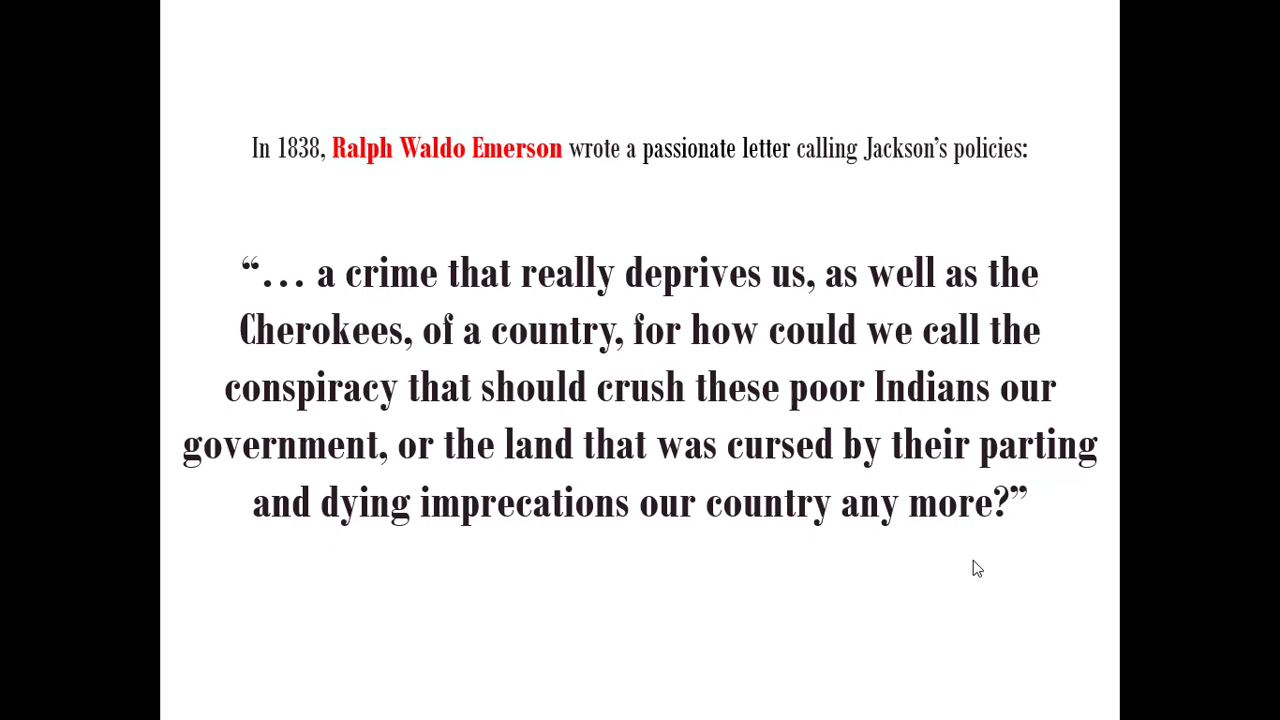 In 1838, Ralph Waldo Emerson wrote a passionate letter calling Jackson’s policies:
“… a crime that really deprives us, as well as the
Cherokees, of a country, for how could we call the
conspiracy that should crush these poor Indians our
government, or the land that was cursed by their parting
and dying imprecations our country any more?”